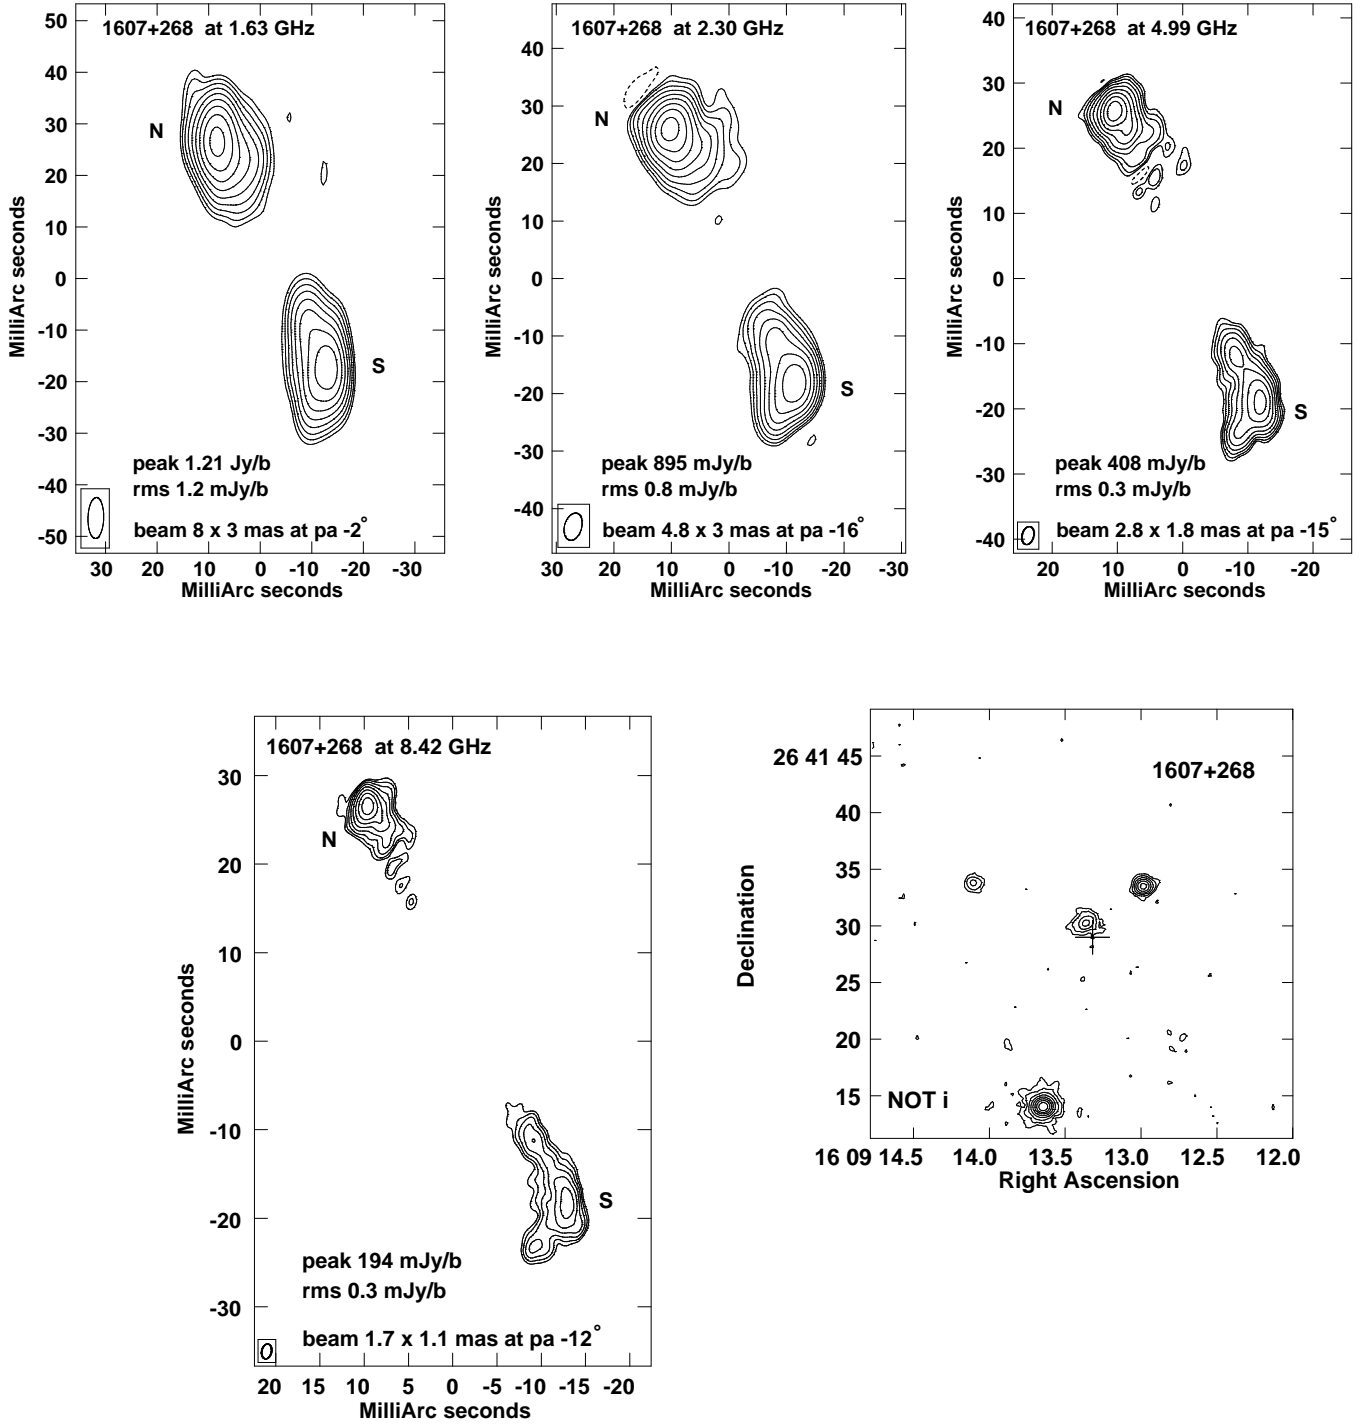 1607+268 at 1.63 GHz
50
40
30
20
10
0
-10
-20
-30
-40
-50
MilliArc seconds
N
S
peak 1.21 Jy/b
rms 1.2 mJy/b
beam 8 x 3 mas at pa -2°
30 20 10 0 -10 -20 -30
MilliArc seconds
1607+268 at 2.30 GHz
40
30
20
10
0
-10
-20
-30
-40
MilliArc seconds
N
S
peak 895 mJy/b
rms 0.8 mJy/b
beam 4.8 x 3 mas at pa -16°
30 20 10 0 -10 -20 -30
MilliArc seconds
1607+268 at 4.99 GHz
40
30
20
10
0
-10
-20
-30
-40
MilliArc seconds
N
S
peak 408 mJy/b
rms 0.3 mJy/b
beam 2.8 x 1.8 mas at pa -15°
20 10 0 -10 -20
MilliArc seconds
1607+268 at 8.42 GHz
30
20
10
0
-10
-20
-30
MilliArc seconds
N
S
peak 194 mJy/b
rms 0.3 mJy/b
beam 1.7 x 1.1 mas at pa -12°
20 15 10 5 0 -5 -10 -15 -20
MilliArc seconds
1607+268
26 41 45
40
35
30
25
20
15
Declination
NOT i
16 09 14.5 14.0 13.5 13.0 12.5 12.0
Right Ascension